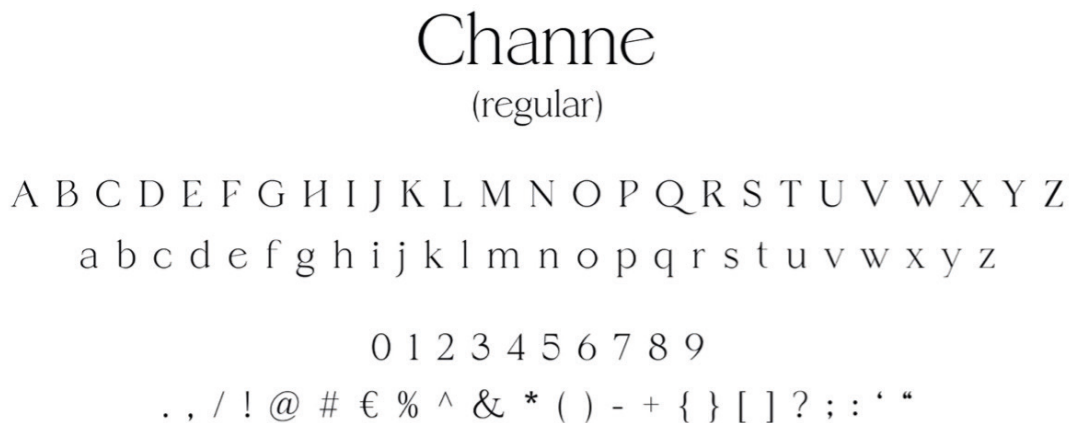 Channe
(regular)
A B C D E F G H I J K L M N O P Q R S T U V W X Y Z
a b c d e f g h i j k l m n o p q r s t u v w x y z
0 1 2 3 4 5 6 7 8 9
. , / ! @ # € % ^ & * ( ) - + { } [ ] ? ; : ‘ “